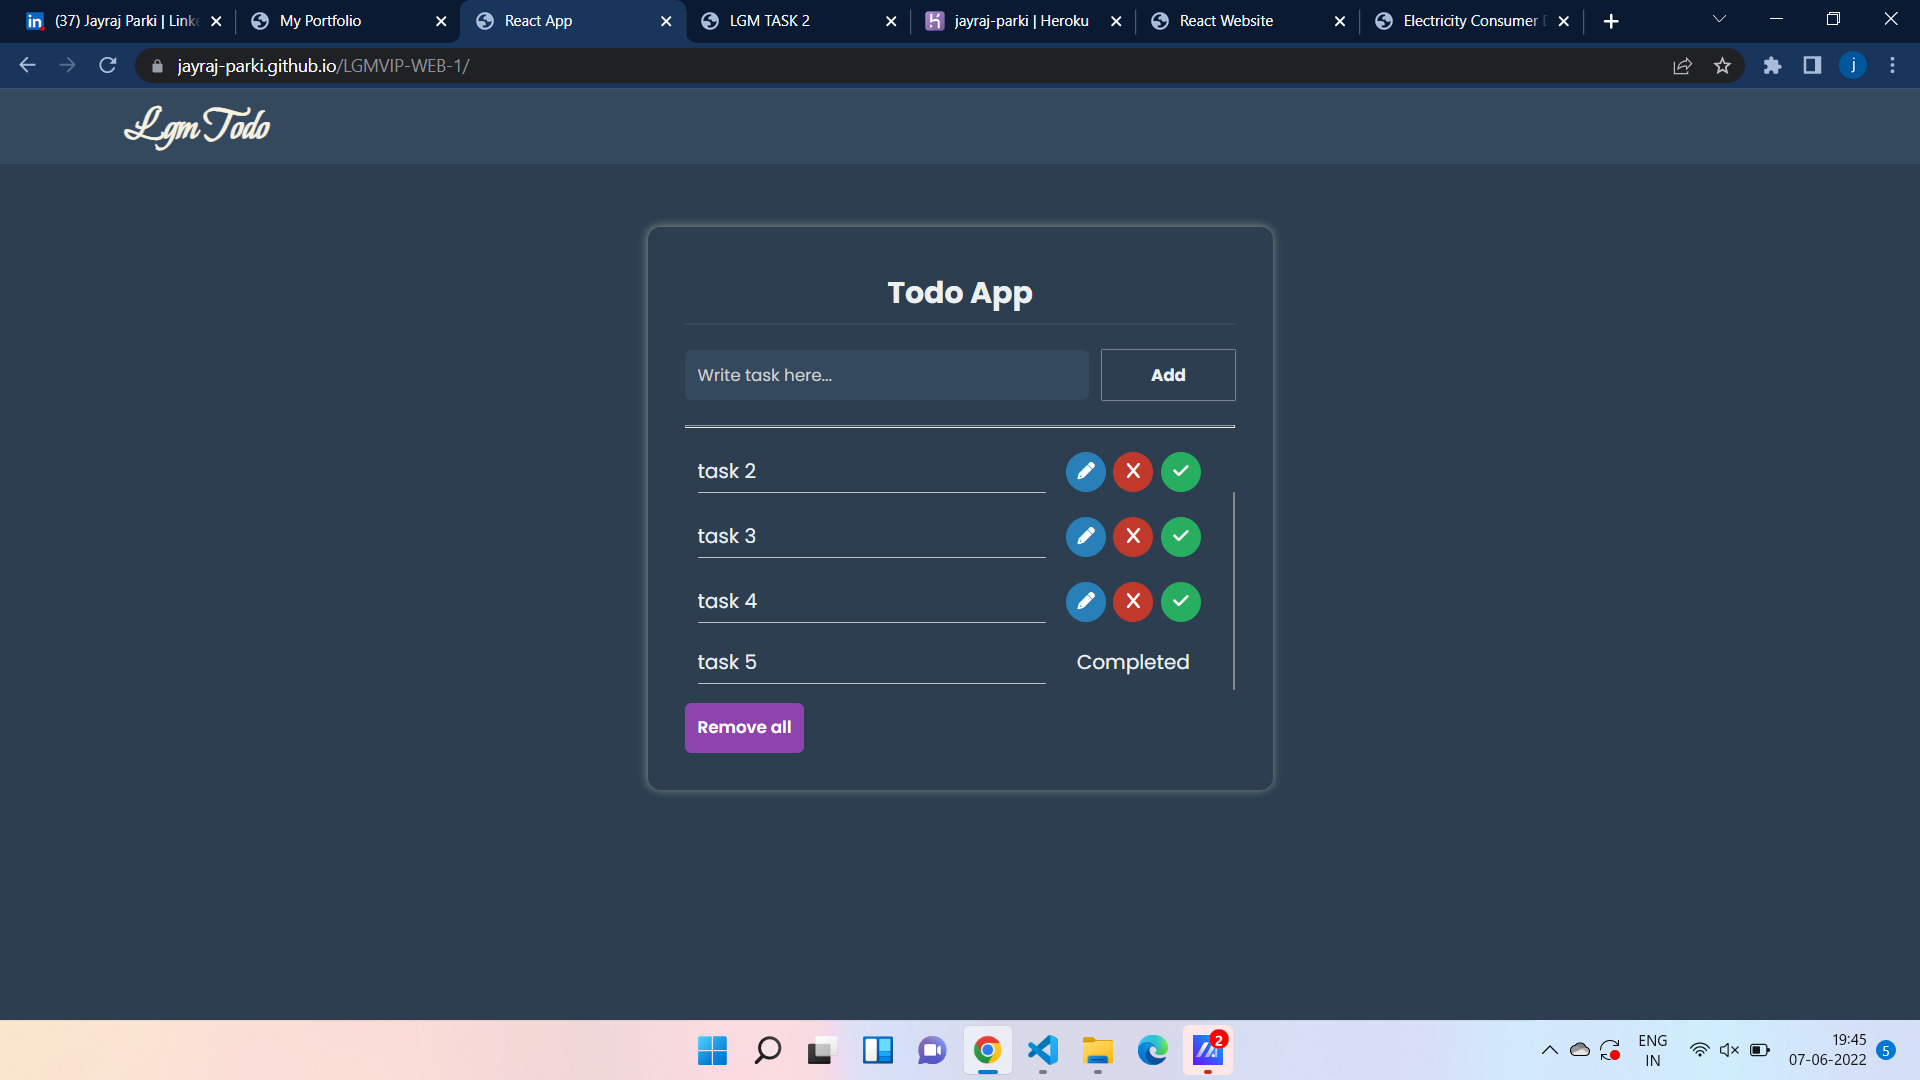 (37) Jayraj Parki | Linke
My Portfolio
React App
LGM TASK 2
jayraj-parki | Heroku
React Website
Electricity Consumer D
jayraj-parki.github.io/LGMVIP-WEB-1/
j
Lgm Todo
Todo App
Write task here...
Add
task 2
task 3
task 4
task 5 Completed
Remove all
2
ENG
IN
19:45
07-06-2022
5